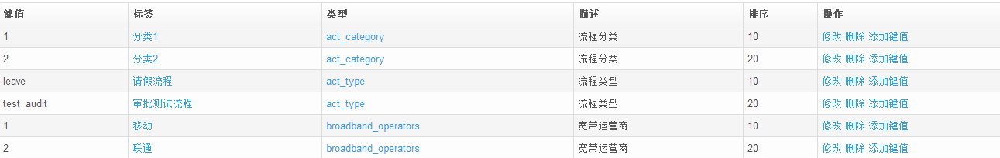 键值 标签 类型 描述 排序 操作
1 分类1 act_category 流程分类 10 修改 删除 添加键值
2 分类2 act_category 流程分类 20 修改 删除 添加键值
leave 请假流程 act_type 流程类型 10 修改 删除 添加键值
test_audit 审批测试流程 act_type 流程类型 20 修改 删除 添加键值
1 移动 broadband_operators 宽带运营商 10 修改 删除 添加键值
2 联通 broadband_operators 宽带运营商 20 修改 删除 添加键值